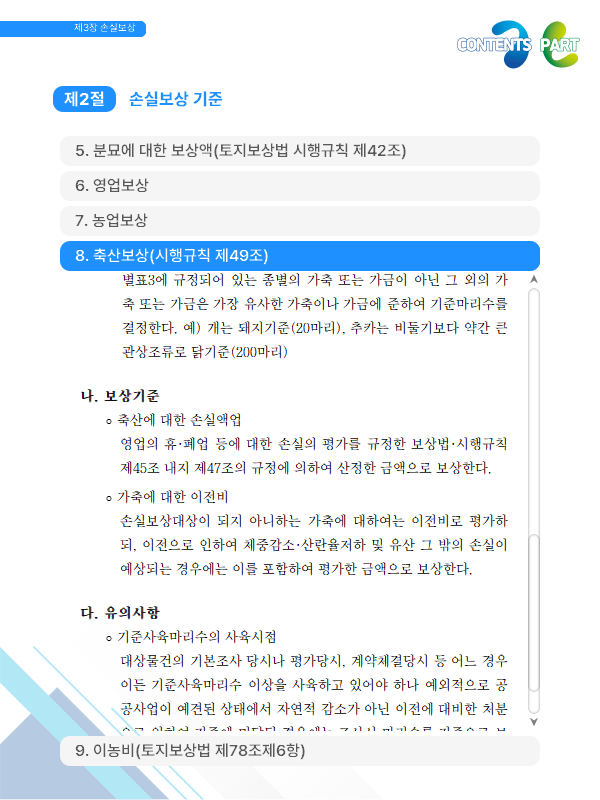 제3장 손실보상
CONTENTS PART
제2절 손실보상 기준
5. 분묘에 대한 보상액(토지보상법 시행규칙 제42조)
6. 영업보상
7. 농업보상
8. 축산보상(시행규칙 제49조)
별표3에 규정되어 있는 종별의 가축 또는 가금이 아닌 그 외의 가
축 또는 가금은 가장 유사한 가축이나 가금에 준하여 기준마리수를
결정한다. 예) 개는 돼지기준(20마리), 추카는 비둘기보다 약간 큰
관상조류로 닭기준(200마리)
나. 보상기준
○ 축산에 대한 손실액업
영업의 휴·폐업 등에 대한 손실의 평가를 규정한 보상법·시행규칙
제45조 내지 제47조의 규정에 의하여 산정한 금액으로 보상한다.
○ 가축에 대한 이전비
손실보상대상이 되지 아니하는 가축에 대하여는 이전비로 평가하
되, 이전으로 인하여 체중감소·산란율저하 및 유산 그 밖의 손실이
예상되는 경우에는 이를 포함하여 평가한 금액으로 보상한다.
다. 유의사항
○ 기준사육마리수의 사육시점
대상물건의 기본조사 당시나 평가당시, 계약체결당시 등 어느 경우
이든 기준사육마리수 이상을 사육하고 있어야 하나 예외적으로 공
공사업이 예견된 상태에서 자연적 감소가 아닌 이전에 대비한 처분
9. 이농비(토지보상법 제78조제6항)